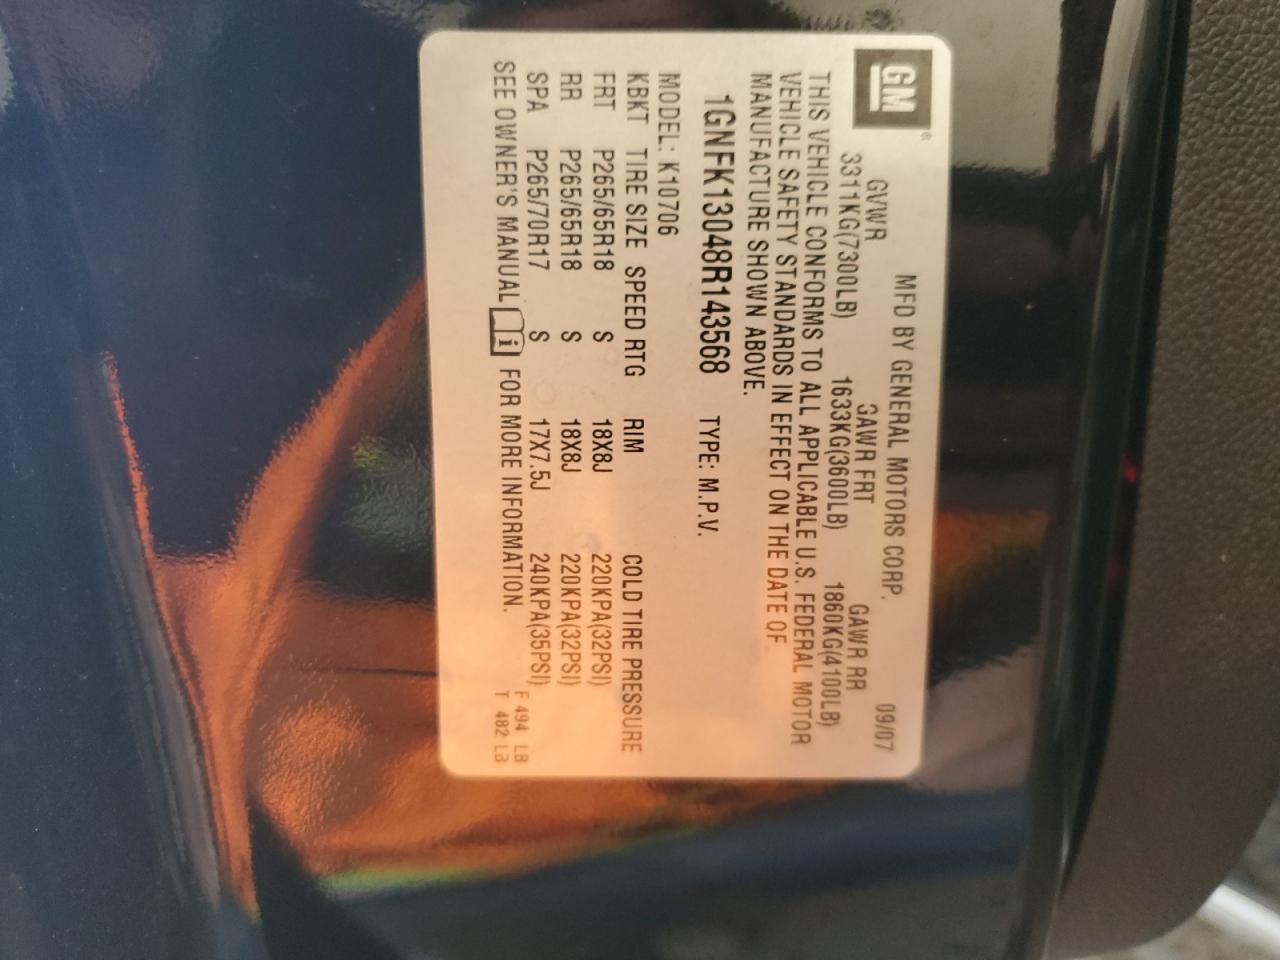 GM
MFD BY GENERAL MOTORS CORP. 09/07
GVWR GAWR FRT GAWR RR
3311KG(7300LB) 1633KG(3600LB) 1860KG(4100LB)
THIS VEHICLE CONFORMS TO ALL APPLICABLE U.S. FEDERAL MOTOR
VEHICLE SAFETY STANDARDS IN EFFECT ON THE DATE OF
MANUFACTURE SHOWN ABOVE.
1GNFK13048R143568 TYPE: M.P.V.
MODEL: K10706
KBKT TIRE SIZE SPEED RTG RIM COLD TIRE PRESSURE
FRT P265/65R18 S 18X8J 220KPA(32PSI)
RR P265/65R18 S 18X8J 220KPA(32PSI)
SPA P265/70R17 S 17X7.5J 240KPA(35PSI)
SEE OWNER'S MANUAL i FOR MORE INFORMATION.
F 494 LB
T 482 LB